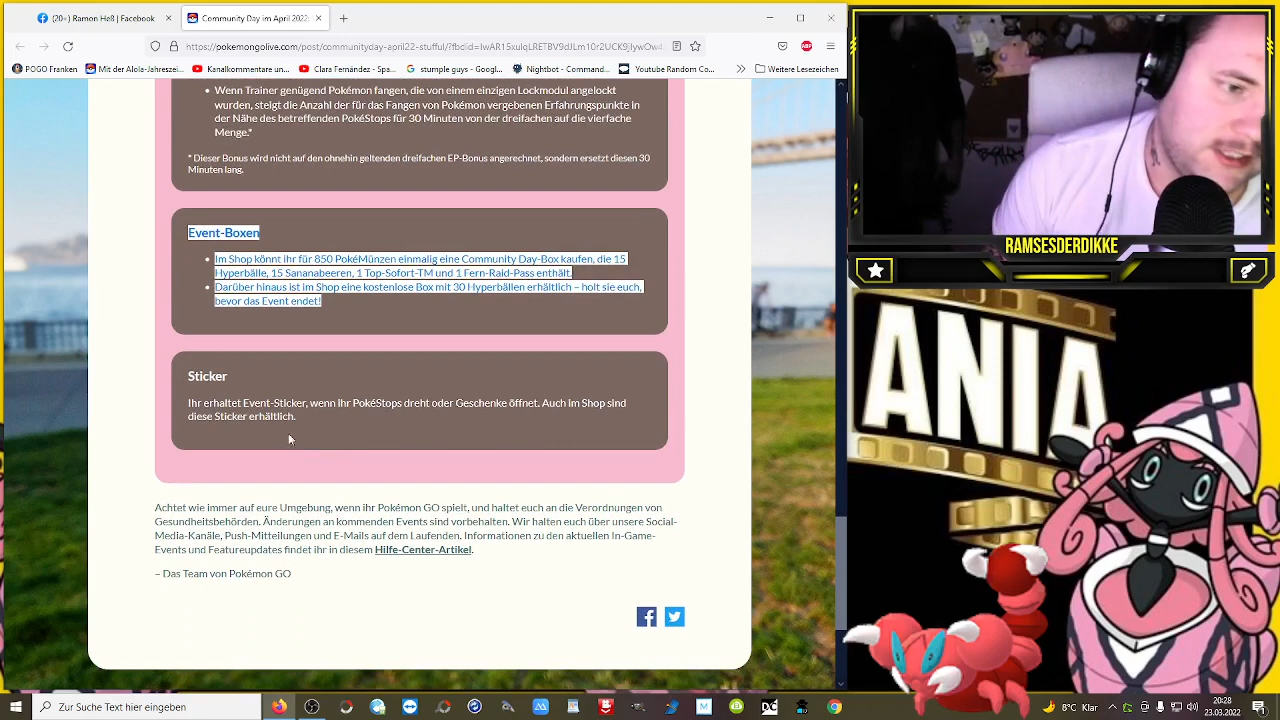 (20+) Ramon Heß | Facebook
Community Day im April 2022:
https://pokemongolive.com/post/communityday-april22-stufful/?fbclid=
POGO Franken
Mit der Alola-Jahreszei…
Kampfstatus
Clara Fernández - Spa…
stumple guys - Googl…
Nightbot - Comman…
Youtube Random Co…
Weitere Lesezeichen
Wenn Trainer genügend Pokémon fangen, die von einem einzigen Lockmodul angelockt
wurden, steigt die Anzahl der für das Fangen von Pokémon vergebenen Erfahrungspunkte in
der Nähe des betreffenden PokéStops für 30 Minuten von der dreifachen auf die vierfache
Menge.*
* Dieser Bonus wird nicht auf den ohnehin geltenden dreifachen EP-Bonus angerechnet, sondern ersetzt diesen 30
Minuten lang.
Event-Boxen
Im Shop könnt ihr für 850 PokéMünzen einmalig eine Community Day-Box kaufen, die 15
Hyperbälle, 15 Sananabeeren, 1 Top-Sofort-TM und 1 Fern-Raid-Pass enthält.
Darüber hinaus ist im Shop eine kostenlose Box mit 30 Hyperbällen erhältlich – holt sie euch,
bevor das Event endet!
Sticker
Ihr erhaltet Event-Sticker, wenn ihr PokéStops dreht oder Geschenke öffnet. Auch im Shop sind
diese Sticker erhältlich.
Achtet wie immer auf eure Umgebung, wenn ihr Pokémon GO spielt, und haltet euch an die Verordnungen von
Gesundheitsbehörden. Änderungen an kommenden Events sind vorbehalten. Wir halten euch über unsere Social-
Media-Kanäle, Push-Mitteilungen und E-Mails auf dem Laufenden. Informationen zu den aktuellen In-Game-
Events und Featureupdates findet ihr in diesem Hilfe-Center-Artikel.
– Das Team von Pokémon GO
RAMSESDERDIKKE
ANIA
Zur Suche Text hier eingeben
8°C Klar
20:28
23.03.2022